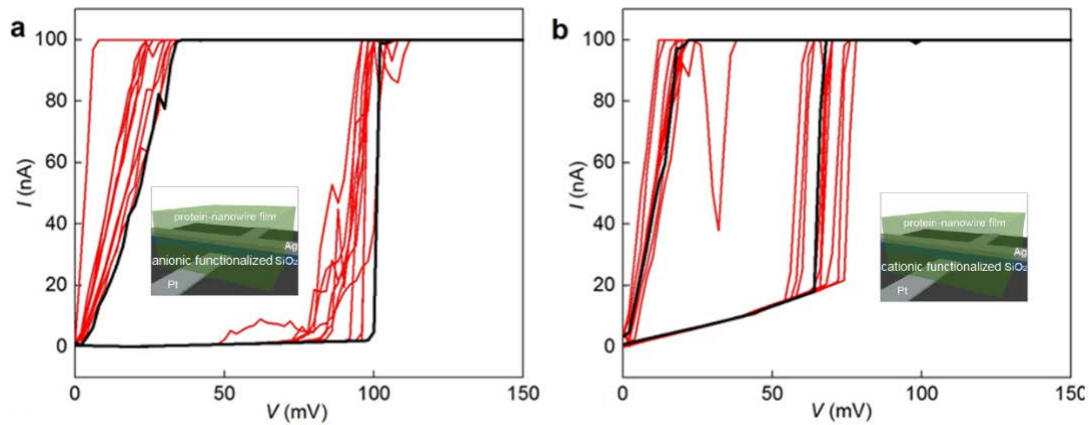 a
100
80
60
40
20
0
I (nA)
protein-nanowire film
Ag
anionic functionalized SiO₂
Pt
0 50 100 150
V (mV)
b
100
80
60
40
20
0
I (nA)
protein-nanowire film
Ag
cationic functionalized SiO₂
Pt
0 50 100 150
V (mV)